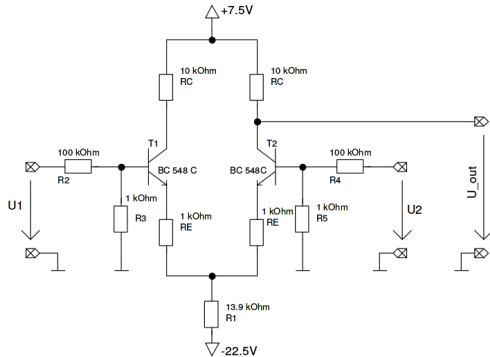 +7.5V
10 kOhm
RC
10 kOhm
RC
T1
T2
100 kOhm
R2
BC 548 C
BC 548 C
100 kOhm
R4
U1
1 kOhm
R3
1 kOhm
RE
1 kOhm
RE
1 kOhm
R5
U2
U_out
13.9 kOhm
R1
-22.5V